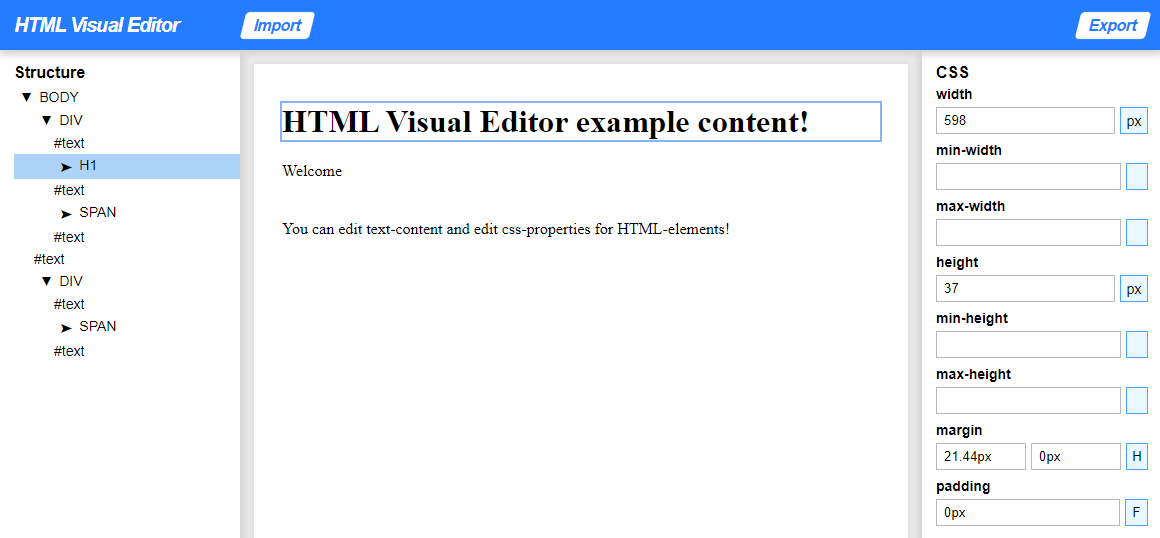 HTML Visual Editor
Import
Export
Structure
▼ BODY
▼ DIV
#text
➤ H1
#text
➤ SPAN
#text
#text
▼ DIV
#text
➤ SPAN
#text
HTML Visual Editor example content!
Welcome
You can edit text-content and edit css-properties for HTML-elements!
CSS
width
598 px
min-width
max-width
height
37 px
min-height
max-height
margin
21.44px 0px H
padding
0px F